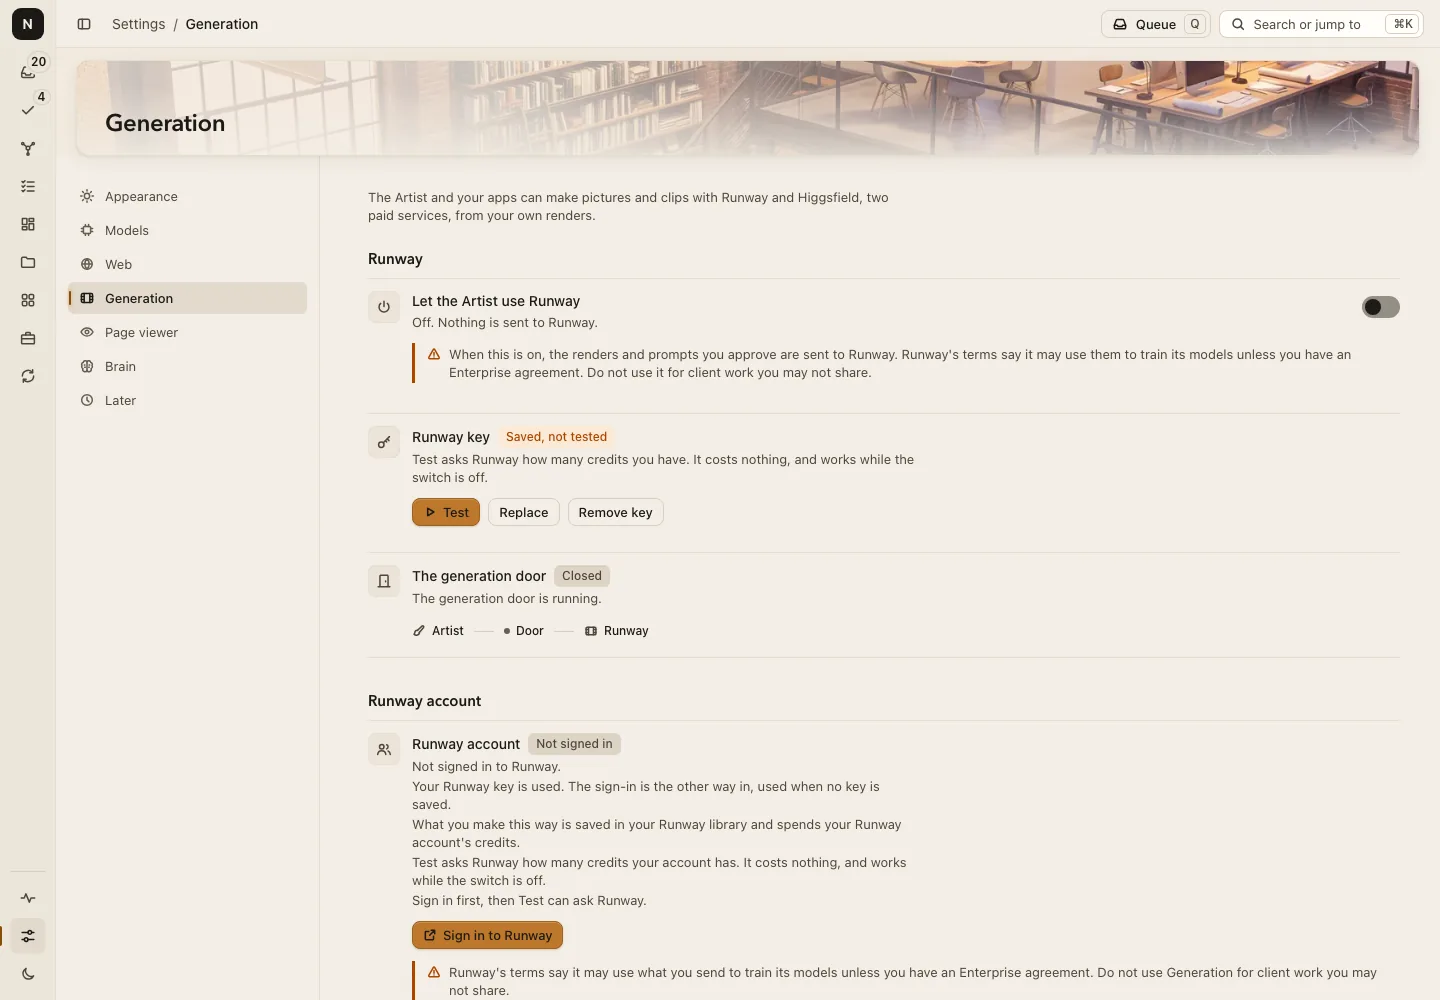 N
Settings / Generation
Queue Q
Search or jump to ⌘K
20
4
Generation
Appearance
Models
Web
Generation
Page viewer
Brain
Later
The Artist and your apps can make pictures and clips with Runway and Higgsfield, two
paid services, from your own renders.
Runway
Let the Artist use Runway
Off. Nothing is sent to Runway.
When this is on, the renders and prompts you approve are sent to Runway. Runway's terms say it may use them to train its models unless you have an
Enterprise agreement. Do not use it for client work you may not share.
Runway key Saved, not tested
Test asks Runway how many credits you have. It costs nothing, and works while the
switch is off.
Test Replace Remove key
The generation door Closed
The generation door is running.
Artist Door Runway
Runway account
Runway account Not signed in
Not signed in to Runway.
Your Runway key is used. The sign-in is the other way in, used when no key is
saved.
What you make this way is saved in your Runway library and spends your Runway
account's credits.
Test asks Runway how many credits your account has. It costs nothing, and works
while the switch is off.
Sign in first, then Test can ask Runway.
Sign in to Runway
Runway's terms say it may use what you send to train its models unless you have an Enterprise agreement. Do not use Generation for client work you may
not share.